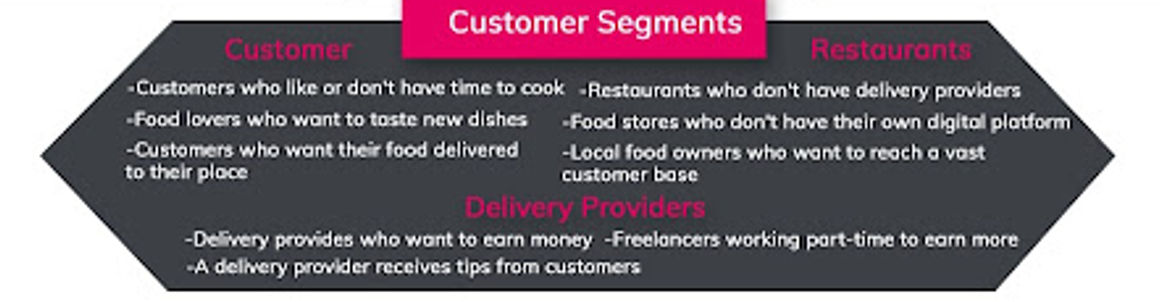 Customer Segments
Customer
Restaurants
-Customers who like or don't have time to cook
-Restaurants who don't have delivery providers
-Food lovers who want to taste new dishes
-Food stores who don't have their own digital platform
-Customers who want their food delivered
to their place
-Local food owners who want to reach a vast
customer base
Delivery Providers
-Delivery provides who want to earn money
-Freelancers working part-time to earn more
-A delivery provider receives tips from customers